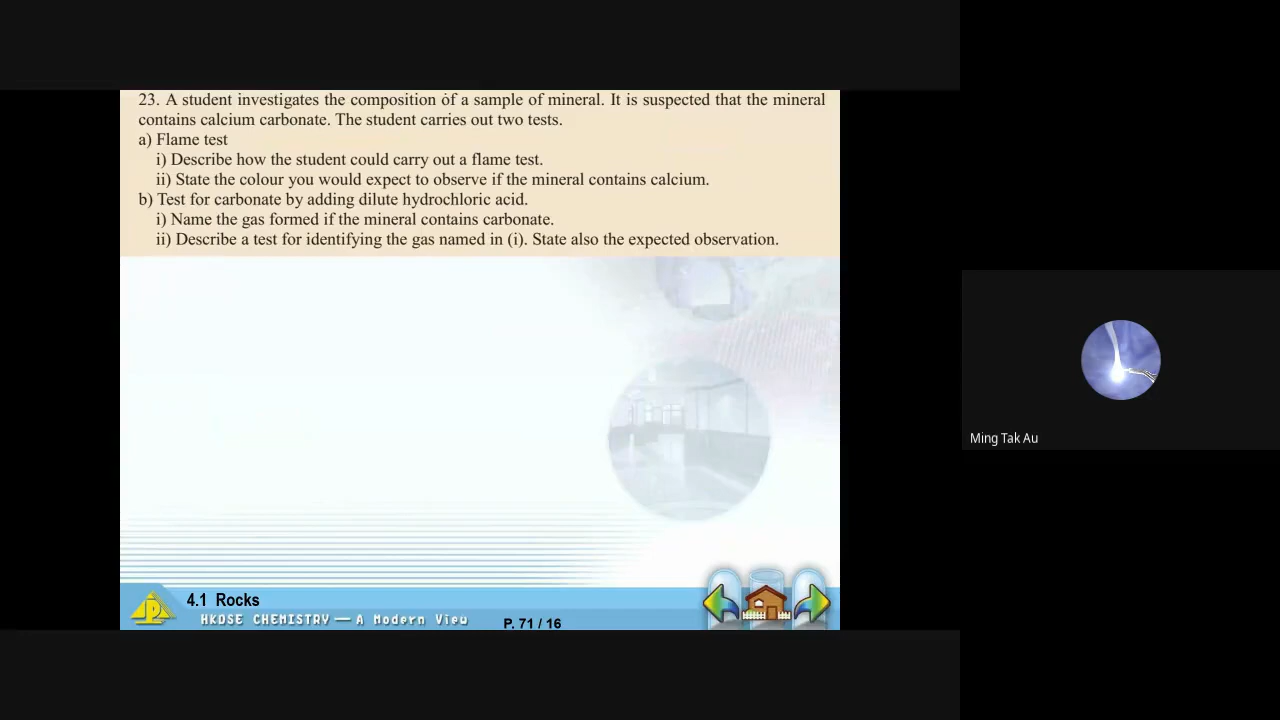 23. A student investigates the composition of a sample of mineral. It is suspected that the mineral
contains calcium carbonate. The student carries out two tests.
a) Flame test
i) Describe how the student could carry out a flame test.
ii) State the colour you would expect to observe if the mineral contains calcium.
b) Test for carbonate by adding dilute hydrochloric acid.
i) Name the gas formed if the mineral contains carbonate.
ii) Describe a test for identifying the gas named in (i). State also the expected observation.
Ming Tak Au
4.1 Rocks
HKDSE CHEMISTRY — A Modern View
P. 71 / 16